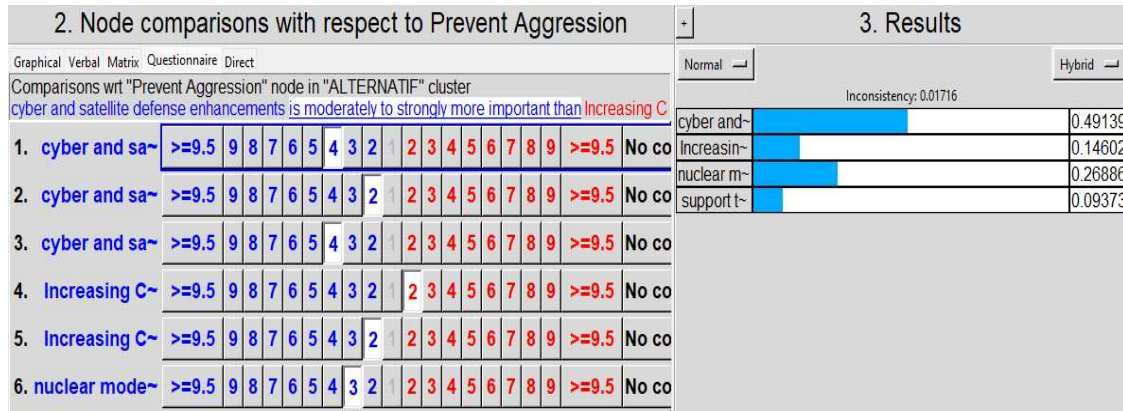 2. Node comparisons with respect to Prevent Aggression
Graphical Verbal Matrix Questionnaire Direct
Comparisons wrt "Prevent Aggression" node in "ALTERNATIF" cluster
cyber and satellite defense enhancements is moderately to strongly more important than Increasing C
1. cyber and sa~ >=9.5 9 8 7 6 5 4 3 2 1 2 3 4 5 6 7 8 9 >=9.5 No co
2. cyber and sa~ >=9.5 9 8 7 6 5 4 3 2 1 2 3 4 5 6 7 8 9 >=9.5 No co
3. cyber and sa~ >=9.5 9 8 7 6 5 4 3 2 1 2 3 4 5 6 7 8 9 >=9.5 No co
4. Increasing C~ >=9.5 9 8 7 6 5 4 3 2 1 2 3 4 5 6 7 8 9 >=9.5 No co
5. Increasing C~ >=9.5 9 8 7 6 5 4 3 2 1 2 3 4 5 6 7 8 9 >=9.5 No co
6. nuclear mode~ >=9.5 9 8 7 6 5 4 3 2 1 2 3 4 5 6 7 8 9 >=9.5 No co
+ 3. Results
Normal Hybrid
Inconsistency: 0.01716
cyber and~ 0.49139
Increasin~ 0.14602
nuclear m~ 0.26886
support t~ 0.09373